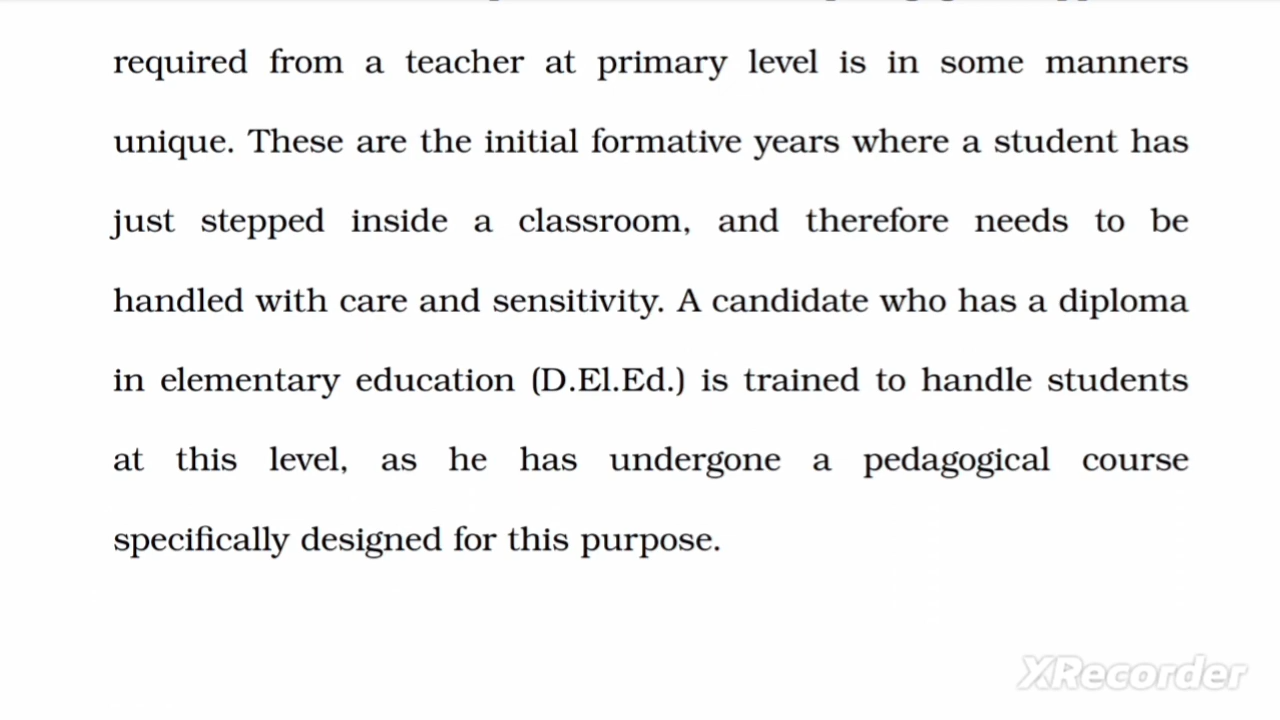 required from a teacher at primary level is in some manners
unique. These are the initial formative years where a student has
just stepped inside a classroom, and therefore needs to be
handled with care and sensitivity. A candidate who has a diploma
in elementary education (D.El.Ed.) is trained to handle students
at this level, as he has undergone a pedagogical course
specifically designed for this purpose.
XRecorder